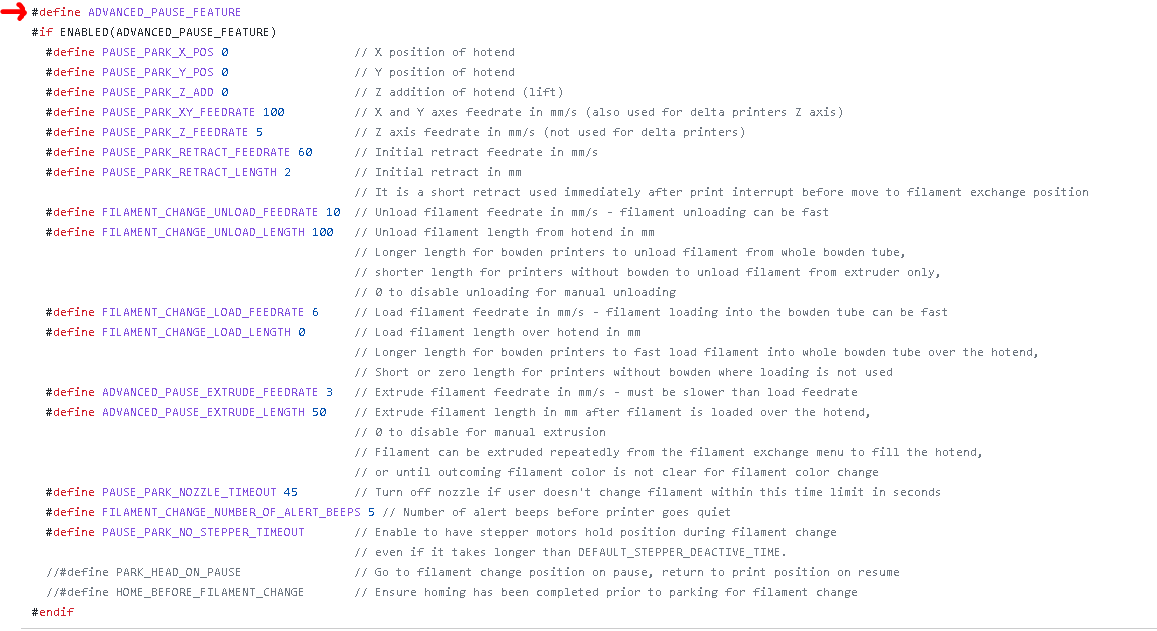 #define ADVANCED_PAUSE_FEATURE
#if ENABLED(ADVANCED_PAUSE_FEATURE)
  #define PAUSE_PARK_X_POS 0                  // X position of hotend
  #define PAUSE_PARK_Y_POS 0                  // Y position of hotend
  #define PAUSE_PARK_Z_ADD 0                  // Z addition of hotend (lift)
  #define PAUSE_PARK_XY_FEEDRATE 100          // X and Y axes feedrate in mm/s (also used for delta printers Z axis)
  #define PAUSE_PARK_Z_FEEDRATE 5             // Z axis feedrate in mm/s (not used for delta printers)
  #define PAUSE_PARK_RETRACT_FEEDRATE 60      // Initial retract feedrate in mm/s
  #define PAUSE_PARK_RETRACT_LENGTH 2         // Initial retract in mm
                                              // It is a short retract used immediately after print interrupt before move to filament exchange position
  #define FILAMENT_CHANGE_UNLOAD_FEEDRATE 10  // Unload filament feedrate in mm/s - filament unloading can be fast
  #define FILAMENT_CHANGE_UNLOAD_LENGTH 100   // Unload filament length from hotend in mm
                                              // Longer length for bowden printers to unload filament from whole bowden tube,
                                              // shorter length for printers without bowden to unload filament from extruder only,
                                              // 0 to disable unloading for manual unloading
  #define FILAMENT_CHANGE_LOAD_FEEDRATE 6     // Load filament feedrate in mm/s - filament loading into the bowden tube can be fast
  #define FILAMENT_CHANGE_LOAD_LENGTH 0       // Load filament length over hotend in mm
                                              // Longer length for bowden printers to fast load filament into whole bowden tube over the hotend,
                                              // Short or zero length for printers without bowden where loading is not used
  #define ADVANCED_PAUSE_EXTRUDE_FEEDRATE 3   // Extrude filament feedrate in mm/s - must be slower than load feedrate
  #define ADVANCED_PAUSE_EXTRUDE_LENGTH 50    // Extrude filament length in mm after filament is loaded over the hotend,
                                              // 0 to disable for manual extrusion
                                              // Filament can be extruded repeatedly from the filament exchange menu to fill the hotend,
                                              // or until outcoming filament color is not clear for filament color change
  #define PAUSE_PARK_NOZZLE_TIMEOUT 45        // Turn off nozzle if user doesn't change filament within this time limit in seconds
  #define FILAMENT_CHANGE_NUMBER_OF_ALERT_BEEPS 5 // Number of alert beeps before printer goes quiet
  #define PAUSE_PARK_NO_STEPPER_TIMEOUT       // Enable to have stepper motors hold position during filament change
                                              // even if it takes longer than DEFAULT_STEPPER_DEACTIVE_TIME.
  //#define PARK_HEAD_ON_PAUSE                // Go to filament change position on pause, return to print position on resume
  //#define HOME_BEFORE_FILAMENT_CHANGE       // Ensure homing has been completed prior to parking for filament change
#endif